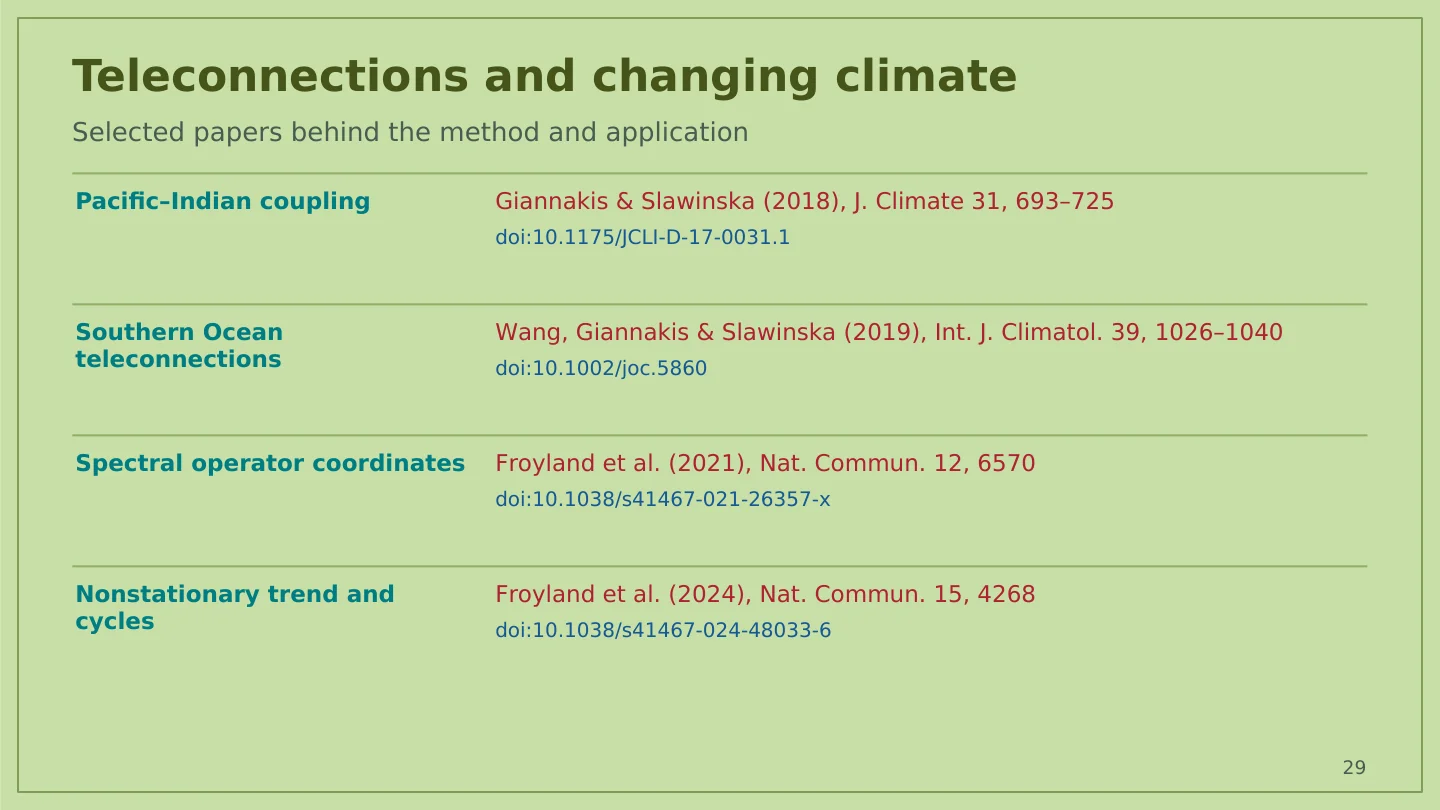 Teleconnections and changing climate
Selected papers behind the method and application
Pacific–Indian coupling
Giannakis & Slawinska (2018), J. Climate 31, 693–725
doi:10.1175/JCLI-D-17-0031.1
Southern Ocean
teleconnections
Wang, Giannakis & Slawinska (2019), Int. J. Climatol. 39, 1026–1040
doi:10.1002/joc.5860
Spectral operator coordinates
Froyland et al. (2021), Nat. Commun. 12, 6570
doi:10.1038/s41467-021-26357-x
Nonstationary trend and
cycles
Froyland et al. (2024), Nat. Commun. 15, 4268
doi:10.1038/s41467-024-48033-6
29